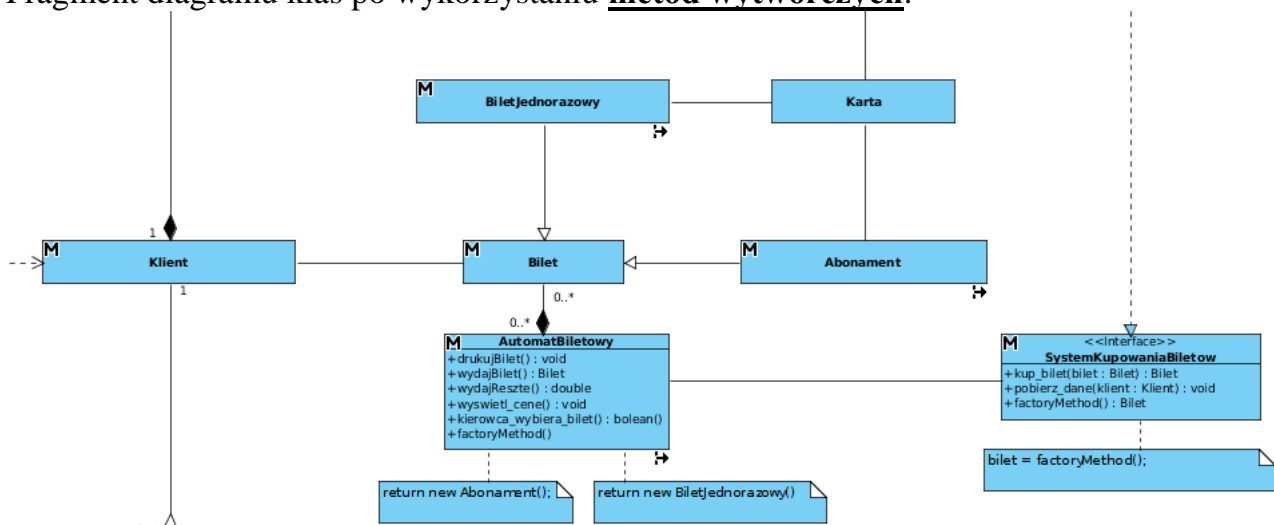 Fragment diagramu klas po wykorzystaniu metod wytwórczych:
M
BiletJednorazowy
Karta
1
M
Klient
M
Bilet
M
Abonament
1
0..*
0..*
M
AutomatBiletowy
+drukujBilet() : void
+wydajBilet() : Bilet
+wydajReszte() : double
+wyswietl_cene() : void
+kierowca_wybiera_bilet() : bolean()
+factoryMethod()
M
<<Interface>>
SystemKupowaniaBiletow
+kup_bilet(bilet : Bilet) : Bilet
+pobierz_dane(klient : Klient) : void
+factoryMethod() : Bilet
bilet = factoryMethod();
return new Abonament();
return new BiletJednorazowy()